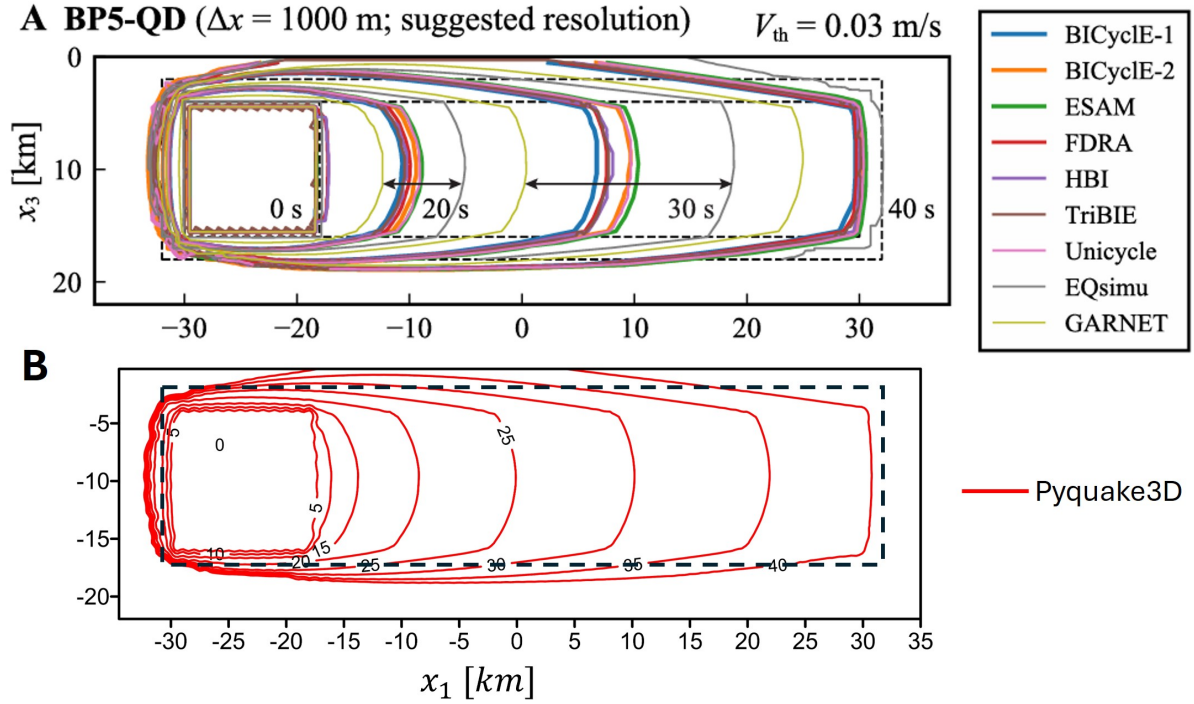 A BP5-QD (Δx = 1000 m; suggested resolution) V_th = 0.03 m/s
0
10
20
x₃ [km]
0 s
20 s
30 s
40 s
−30 −20 −10 0 10 20 30
BICyclE-1
BICyclE-2
ESAM
FDRA
HBI
TriBIE
Unicycle
EQsimu
GARNET
B
-5
-10
-15
-20
5
0
25
5
10 15 20 25 30 35 40
-30 -25 -20 -15 -10 -5 0 5 10 15 20 25 30 35
x₁ [km]
Pyquake3D